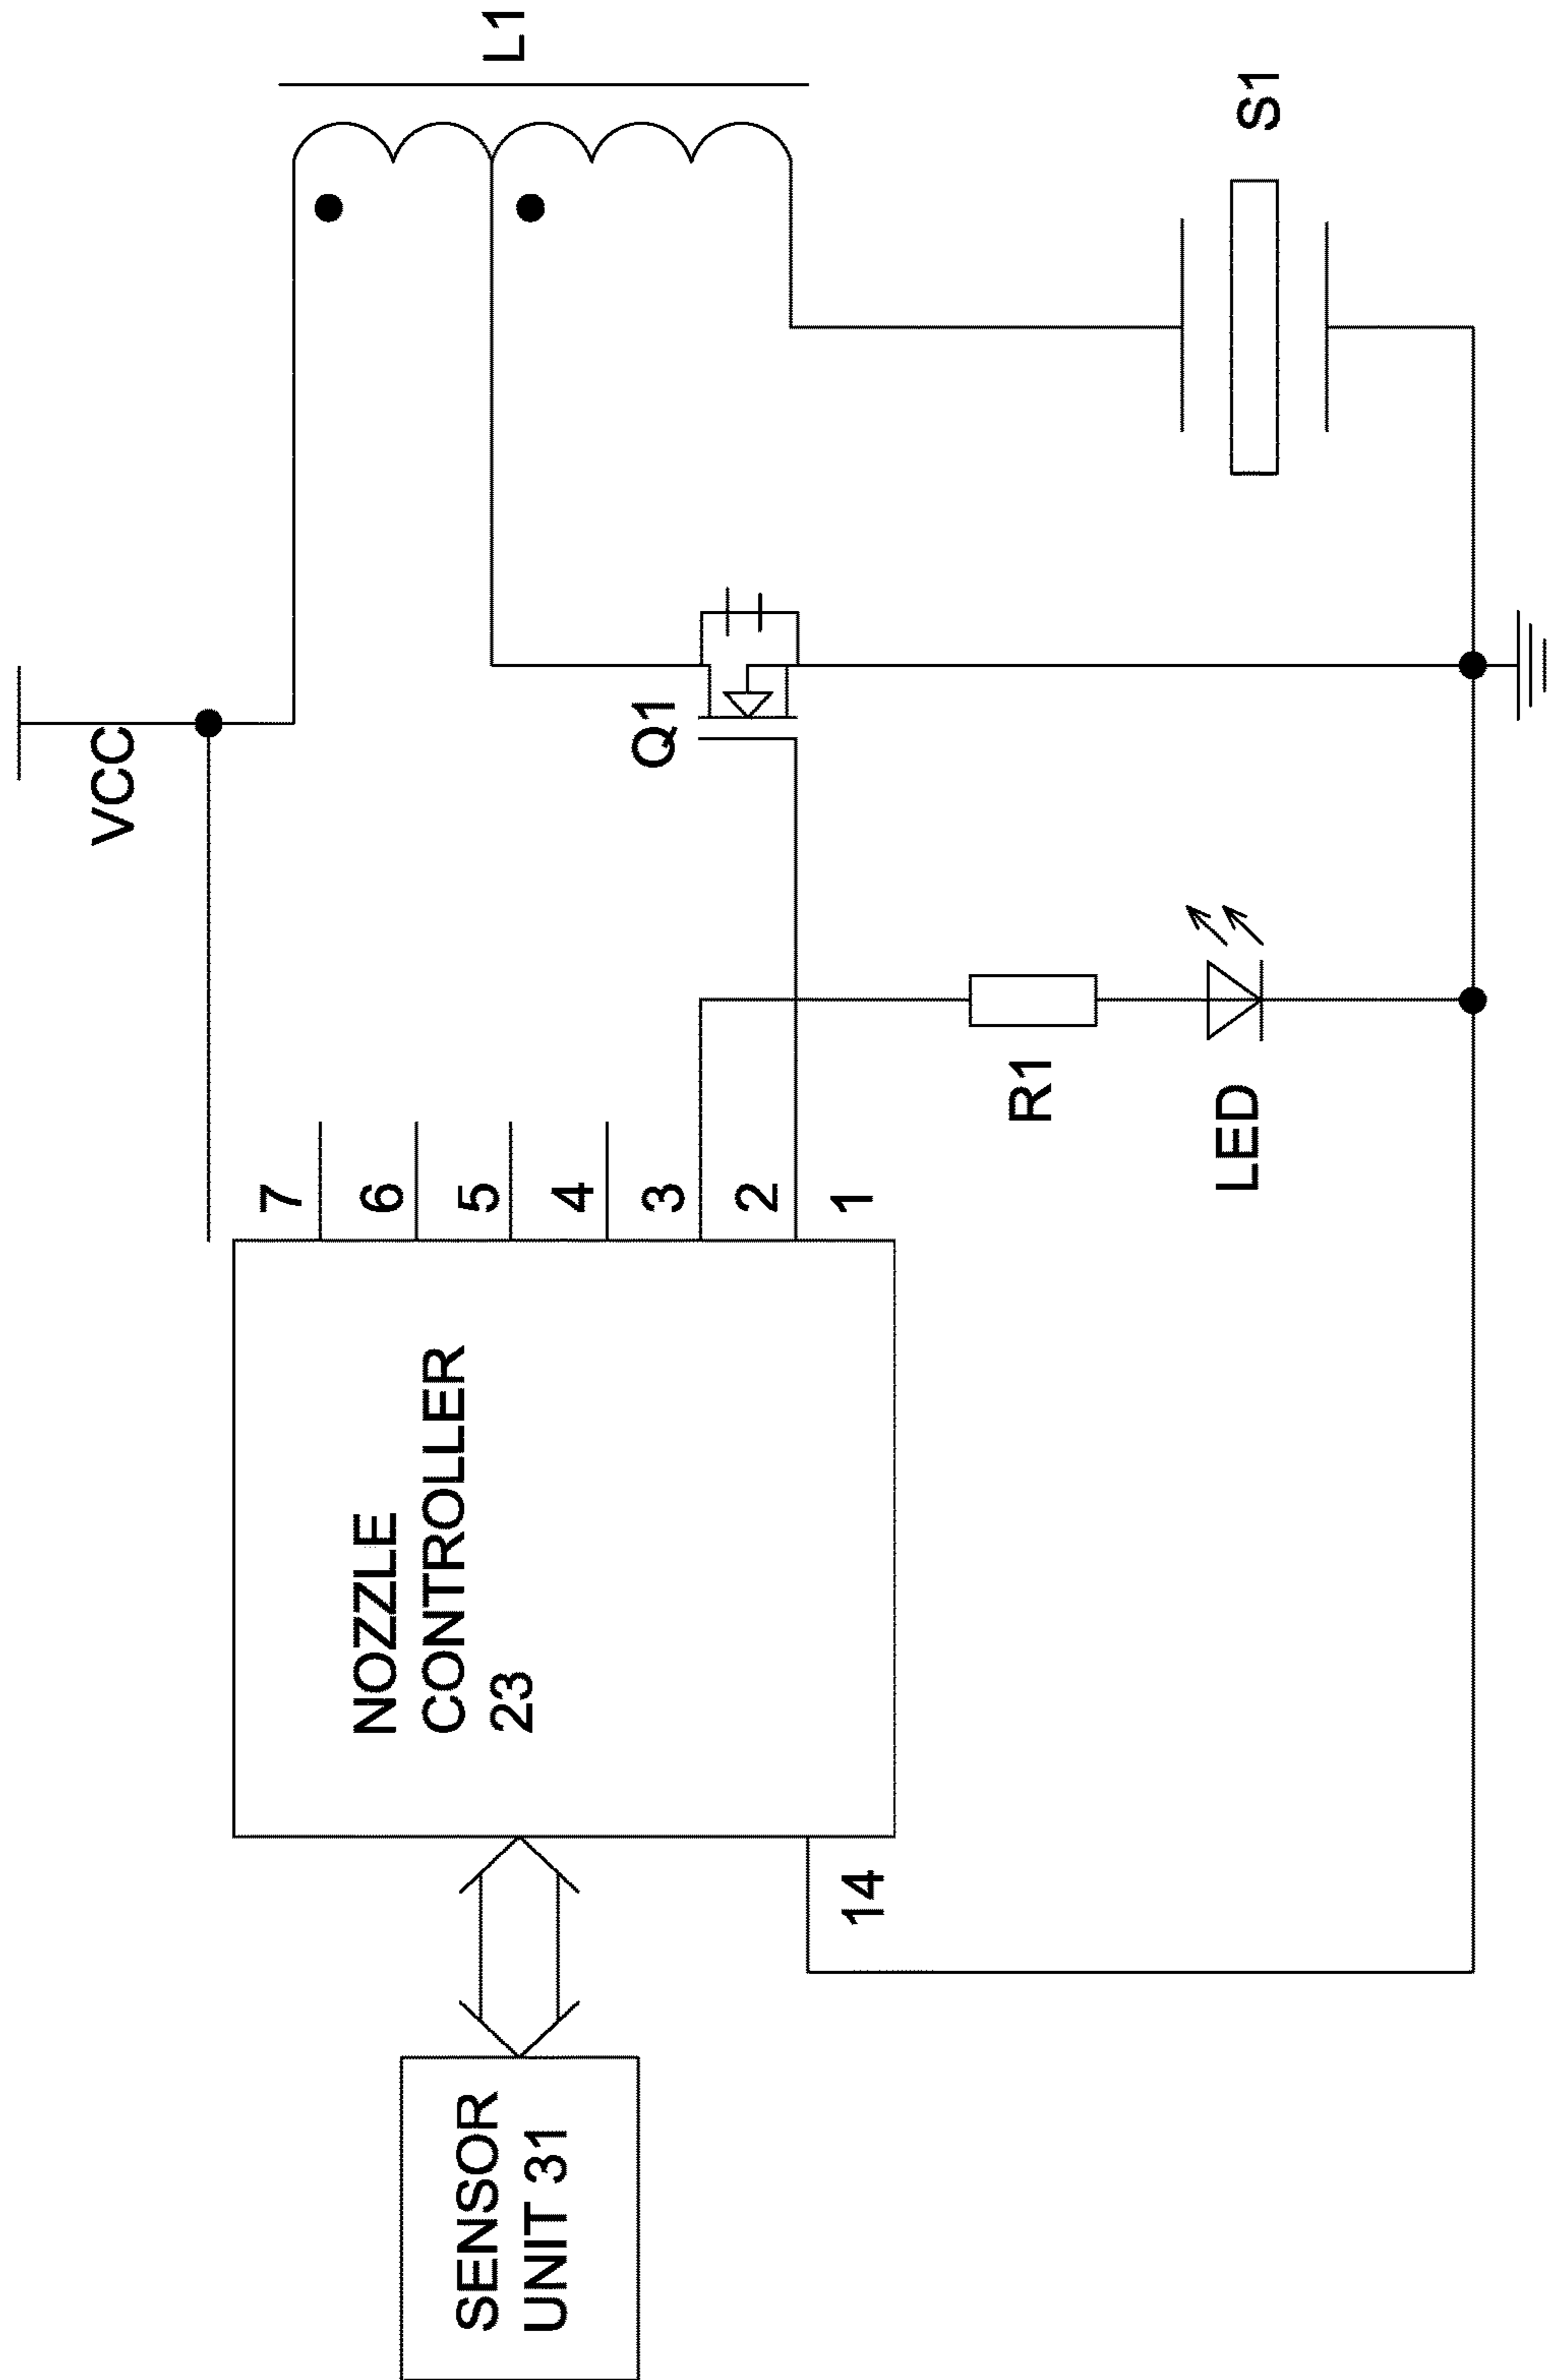 VCC
L1
7
6
5
4
3
2
1
Q1
NOZZLE
CONTROLLER
23
SENSOR
UNIT 31
14
R1
LED
S1